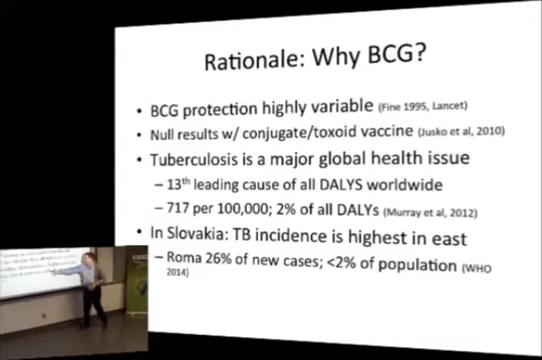 Rationale: Why BCG?
• BCG protection highly variable (Fine 1995, Lancet)
• Null results w/ conjugate/toxoid vaccine (Jusko et al, 2010)
• Tuberculosis is a major global health issue
– 13th leading cause of all DALYS worldwide
– 717 per 100,000; 2% of all DALYs (Murray et al, 2012)
• In Slovakia: TB incidence is highest in east
– Roma 26% of new cases; <2% of population (WHO
2014)